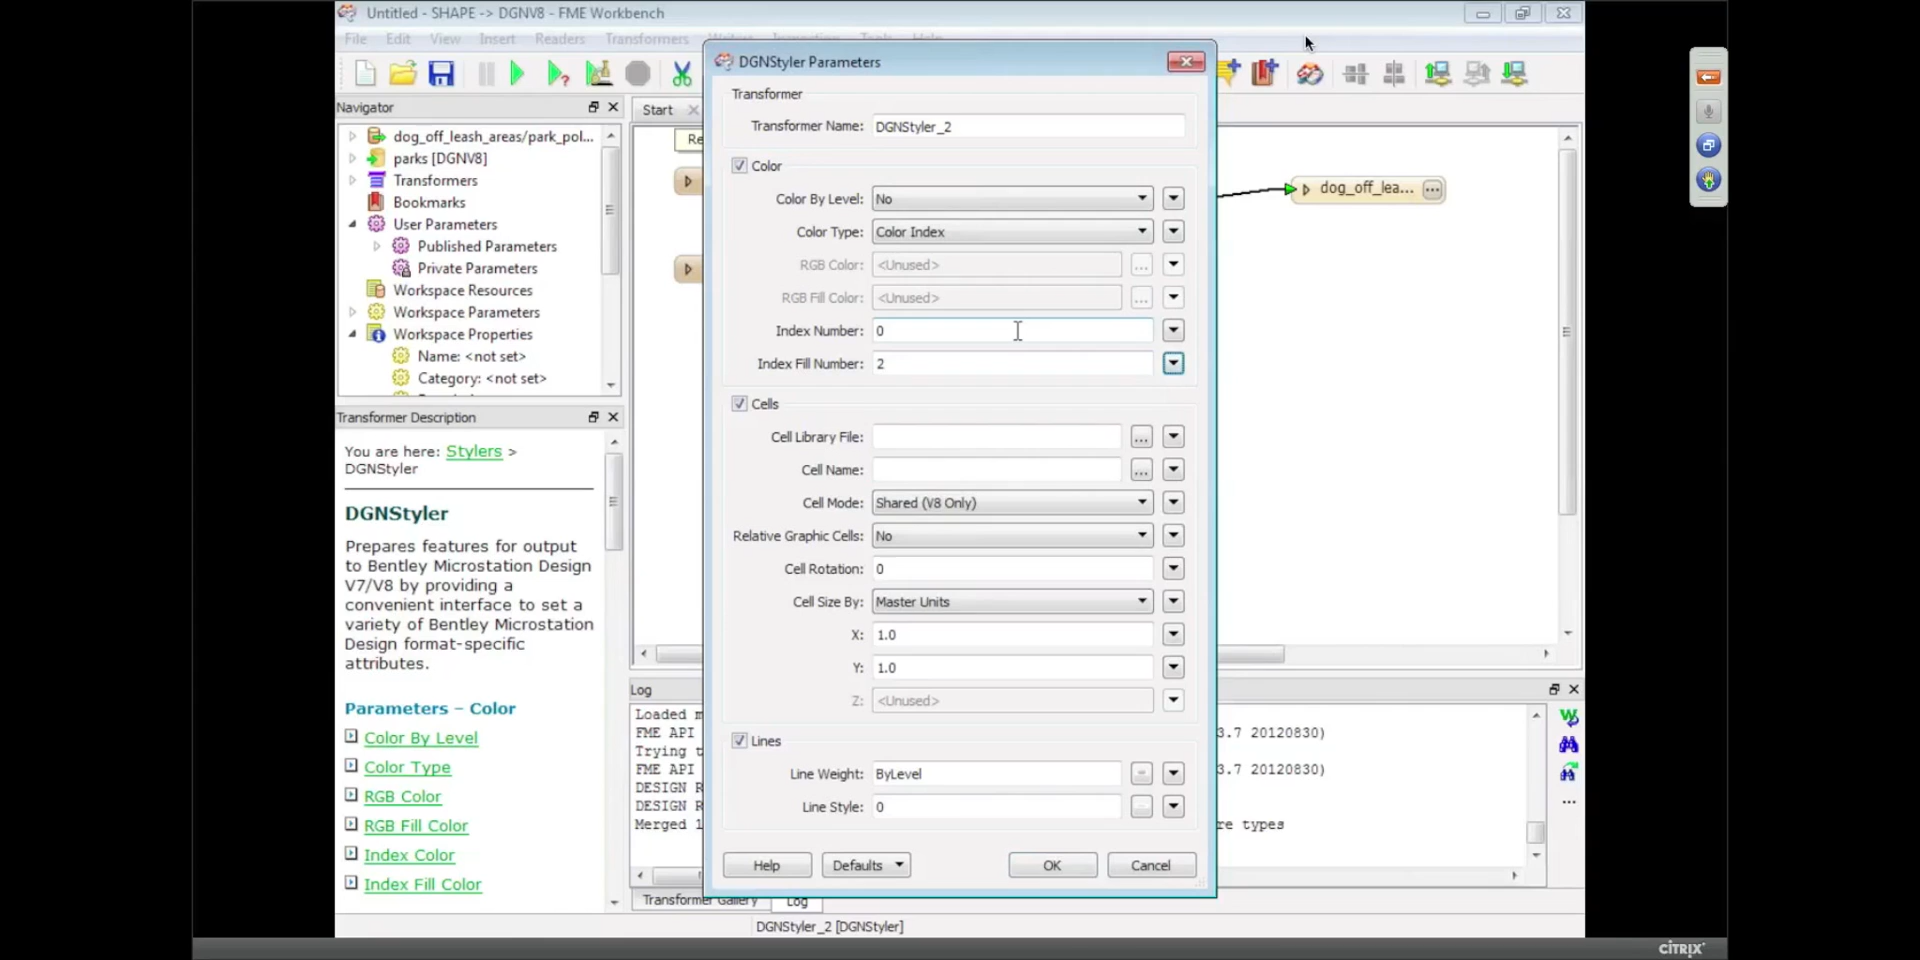 Untitled - SHAPE -> DGNV8 - FME Workbench
File Edit View Insert Readers Transformers Writers Inspection Tools Help
Navigator
dog_off_leash_areas/park_pol...
parks [DGNV8]
Transformers
Bookmarks
User Parameters
Published Parameters
Private Parameters
Workspace Resources
Workspace Parameters
Workspace Properties
Name: <not set>
Category: <not set>
Transformer Description
You are here: Stylers >
DGNStyler
DGNStyler
Prepares features for output
to Bentley Microstation Design
V7/V8 by providing a
convenient interface to set a
variety of Bentley Microstation
Design format-specific
attributes.
Parameters – Color
Color By Level
Color Type
RGB Color
RGB Fill Color
Index Color
Index Fill Color
Start
Re
DGNStyler Parameters
Transformer
Transformer Name: DGNStyler_2
Color
Color By Level: No
Color Type: Color Index
RGB Color: <Unused> ...
RGB Fill Color: <Unused> ...
Index Number: 0
Index Fill Number: 2
Cells
Cell Library File: ...
Cell Name: ...
Cell Mode: Shared (V8 Only)
Relative Graphic Cells: No
Cell Rotation: 0
Cell Size By: Master Units
X: 1.0
Y: 1.0
Z: <Unused>
Lines
Line Weight: ByLevel
Line Style: 0
Help Defaults OK Cancel
dog_off_lea... ...
Log
Loaded m
FME API 3.7 20120830)
Trying t
FME API 3.7 20120830)
DESIGN R
DESIGN R
Merged 1 re types
Transformer Gallery Log
DGNStyler_2 [DGNStyler]
CITRIX